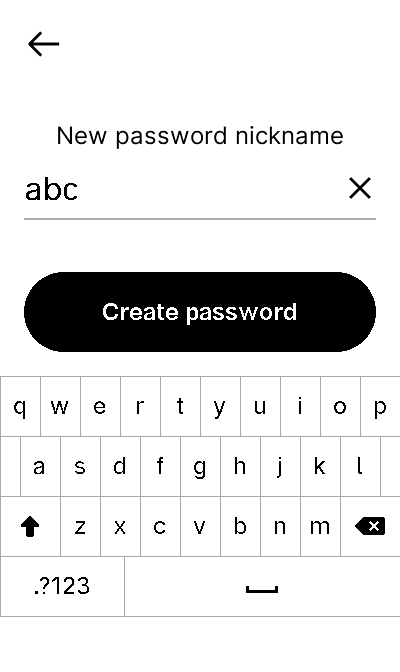 New password nickname
abc
Create password
q w e r t y u i o p
a s d f g h j k l
z x c v b n m
.?123